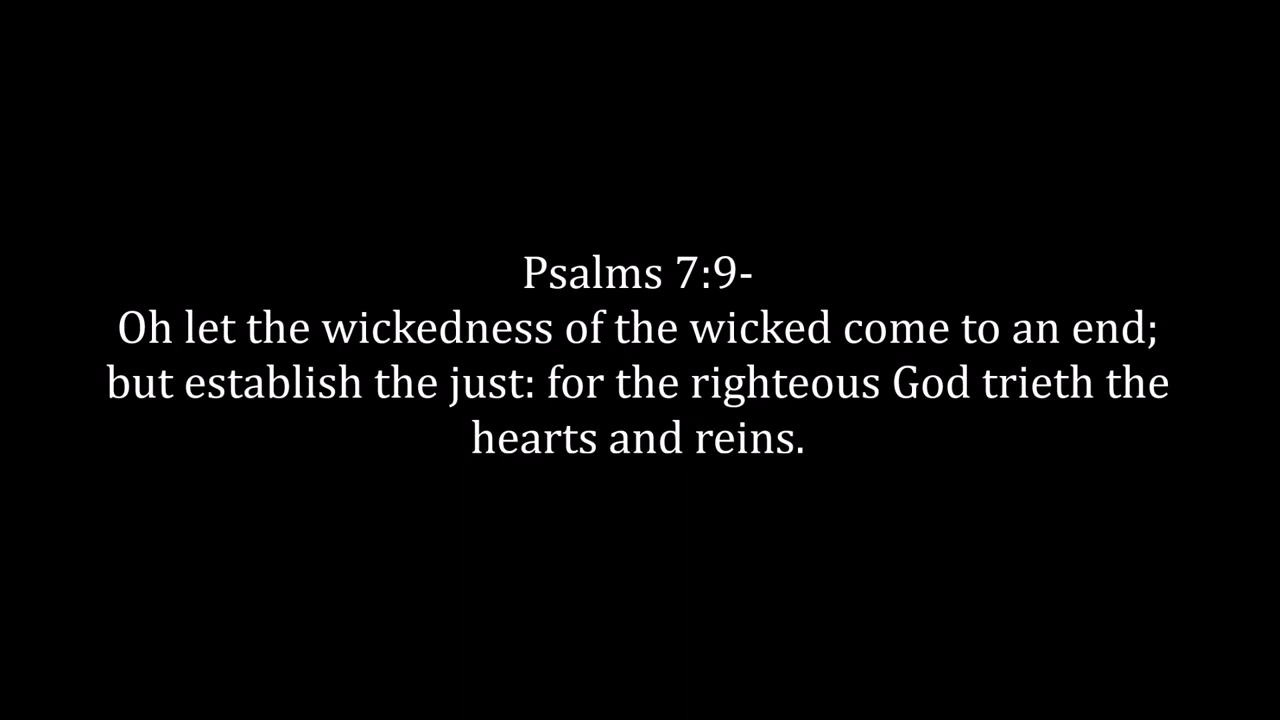 Psalms 7:9-
Oh let the wickedness of the wicked come to an end;
but establish the just: for the righteous God trieth the
hearts and reins.